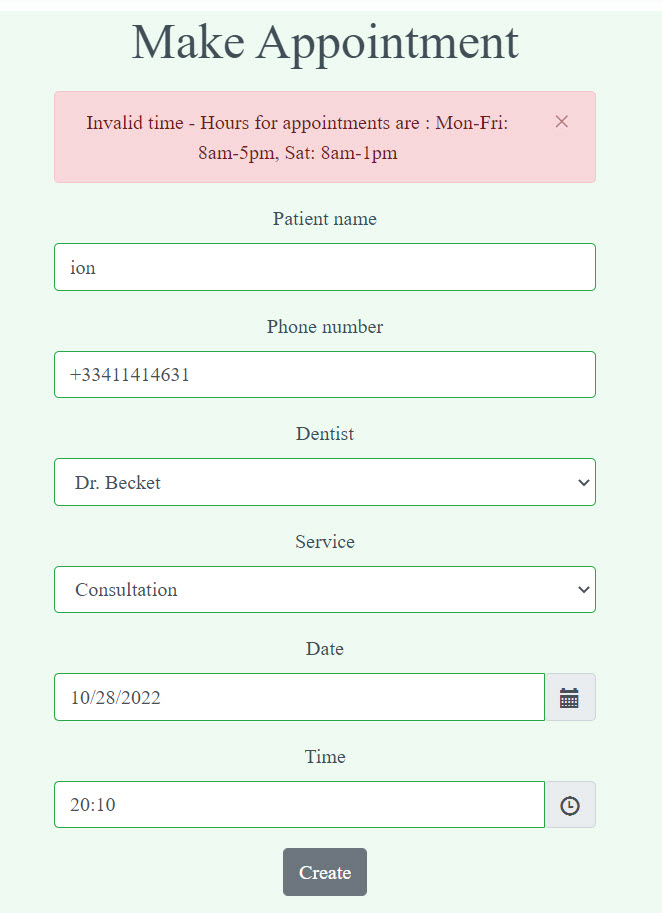 Make Appointment
Invalid time - Hours for appointments are : Mon-Fri:
8am-5pm, Sat: 8am-1pm
Patient name
ion
Phone number
+33411414631
Dentist
Dr. Becket
Service
Consultation
Date
10/28/2022
Time
20:10
Create